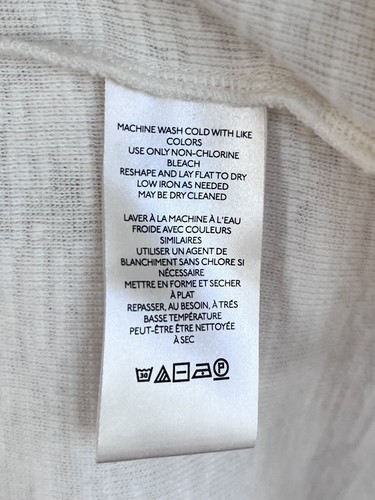 MACHINE WASH COLD WITH LIKE
COLORS
USE ONLY NON-CHLORINE
BLEACH
RESHAPE AND LAY FLAT TO DRY
LOW IRON AS NEEDED
MAY BE DRY CLEANED
LAVER À LA MACHINE À L'EAU
FROIDE AVEC COULEURS
SIMILAIRES
UTILISER UN AGENT DE
BLANCHIMENT SANS CHLORE SI
NÉCESSAIRE
METTRE EN FORME ET SECHER
À PLAT
REPASSER, AU BESOIN, À TRÉS
BASSE TEMPÉRATURE
PEUT-ÊTRE ÊTRE NETTOYÉE
À SEC
30 P